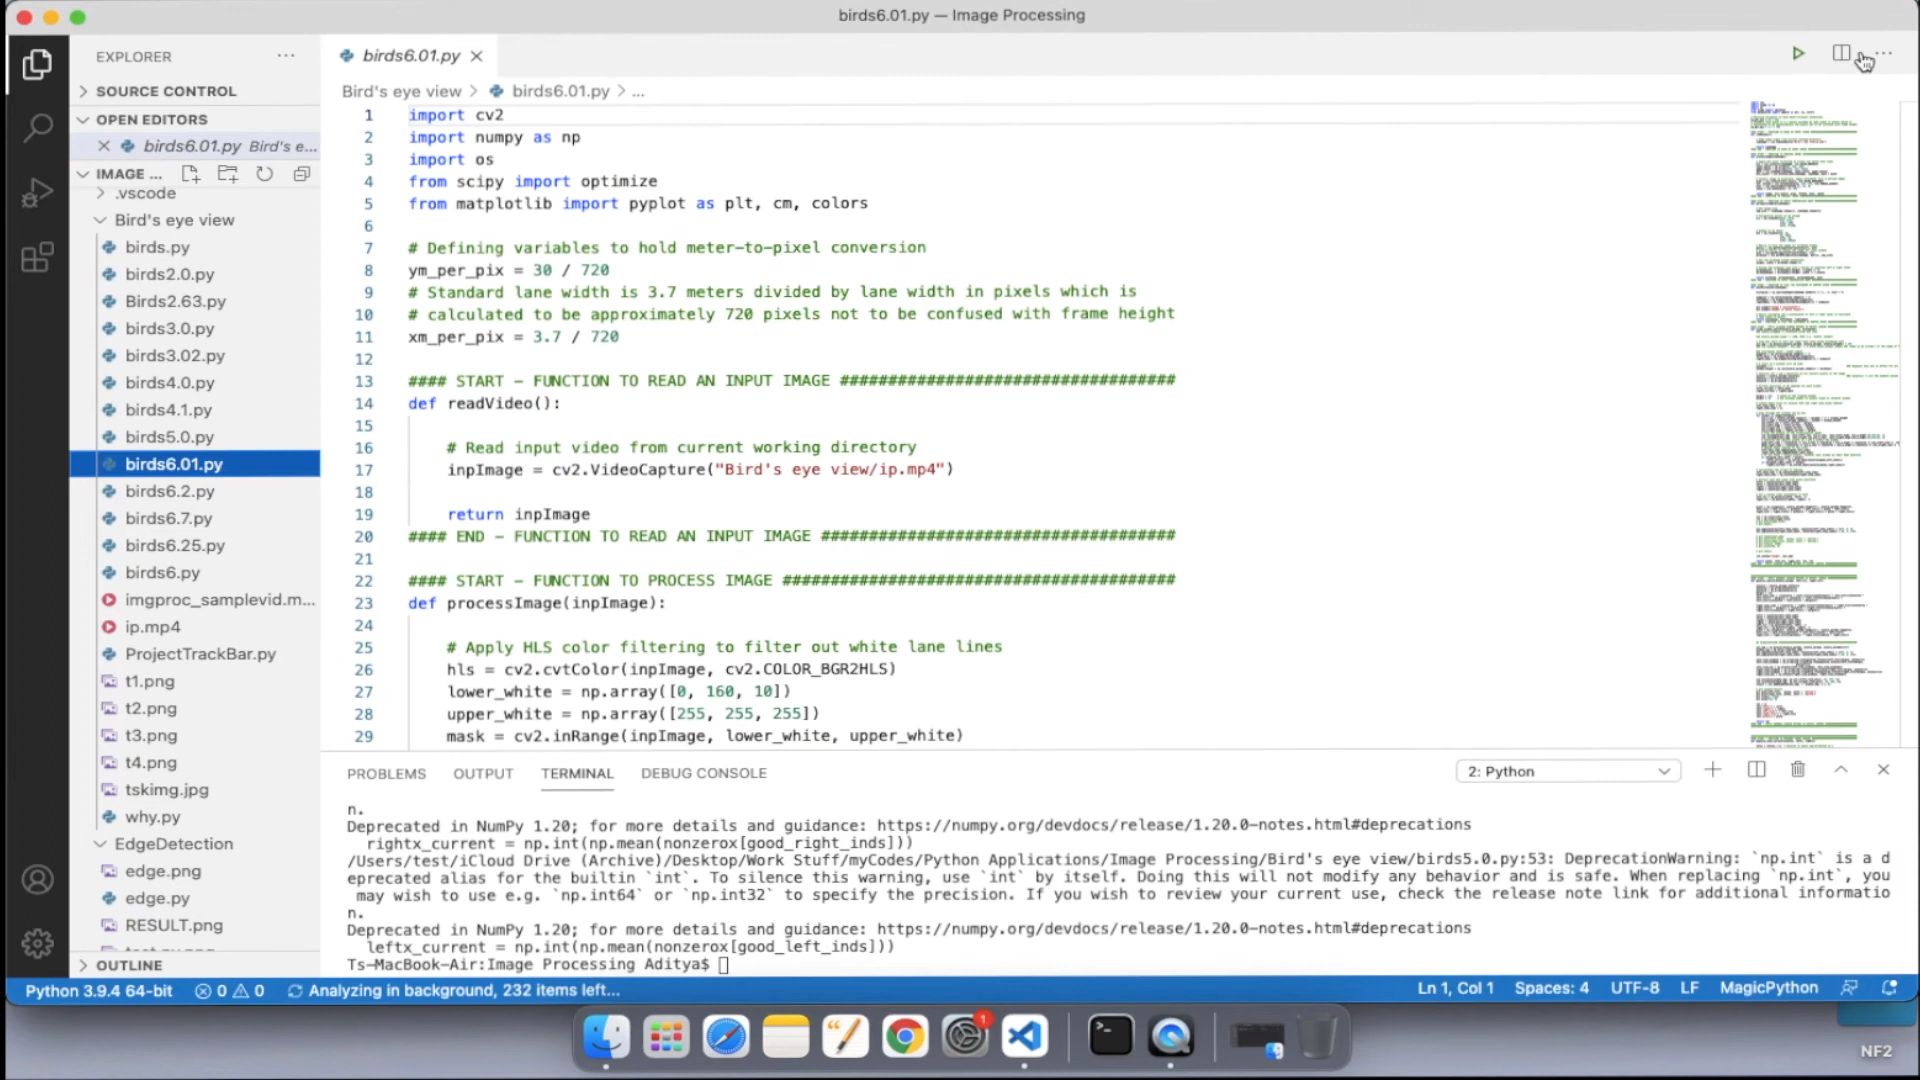 birds6.01.py — Image Processing
EXPLORER
birds6.01.py
SOURCE CONTROL
Bird's eye view > birds6.01.py > ...
OPEN EDITORS
birds6.01.py Bird's e...
IMAGE ...
.vscode
Bird's eye view
birds.py
birds2.0.py
Birds2.63.py
birds3.0.py
birds3.02.py
birds4.0.py
birds4.1.py
birds5.0.py
birds6.01.py
birds6.2.py
birds6.7.py
birds6.25.py
birds6.py
imgproc_samplevid.m...
ip.mp4
ProjectTrackBar.py
t1.png
t2.png
t3.png
t4.png
tskimg.jpg
why.py
EdgeDetection
edge.png
edge.py
RESULT.png
OUTLINE
1 import cv2
2 import numpy as np
3 import os
4 from scipy import optimize
5 from matplotlib import pyplot as plt, cm, colors
6
7 # Defining variables to hold meter-to-pixel conversion
8 ym_per_pix = 30 / 720
9 # Standard lane width is 3.7 meters divided by lane width in pixels which is
10 # calculated to be approximately 720 pixels not to be confused with frame height
11 xm_per_pix = 3.7 / 720
12
13 #### START – FUNCTION TO READ AN INPUT IMAGE ###################################
14 def readVideo():
15
16 # Read input video from current working directory
17 inpImage = cv2.VideoCapture("Bird's eye view/ip.mp4")
18
19 return inpImage
20 #### END – FUNCTION TO READ AN INPUT IMAGE #####################################
21
22 #### START – FUNCTION TO PROCESS IMAGE #########################################
23 def processImage(inpImage):
24
25 # Apply HLS color filtering to filter out white lane lines
26 hls = cv2.cvtColor(inpImage, cv2.COLOR_BGR2HLS)
27 lower_white = np.array([0, 160, 10])
28 upper_white = np.array([255, 255, 255])
29 mask = cv2.inRange(inpImage, lower_white, upper_white)
PROBLEMS OUTPUT TERMINAL DEBUG CONSOLE 2: Python
n.
Deprecated in NumPy 1.20; for more details and guidance: https://numpy.org/devdocs/release/1.20.0-notes.html#deprecations
rightx_current = np.int(np.mean(nonzerox[good_right_inds]))
/Users/test/iCloud Drive (Archive)/Desktop/Work Stuff/myCodes/Python Applications/Image Processing/Bird's eye view/birds5.0.py:53: DeprecationWarning: `np.int` is a d
eprecated alias for the builtin `int`. To silence this warning, use `int` by itself. Doing this will not modify any behavior and is safe. When replacing `np.int`, you
may wish to use e.g. `np.int64` or `np.int32` to specify the precision. If you wish to review your current use, check the release note link for additional informatio
n.
Deprecated in NumPy 1.20; for more details and guidance: https://numpy.org/devdocs/release/1.20.0-notes.html#deprecations
leftx_current = np.int(np.mean(nonzerox[good_left_inds]))
Ts-MacBook-Air:Image Processing Aditya$
Python 3.9.4 64-bit 0 0 Analyzing in background, 232 items left... Ln 1, Col 1 Spaces: 4 UTF-8 LF MagicPython
1
NF2